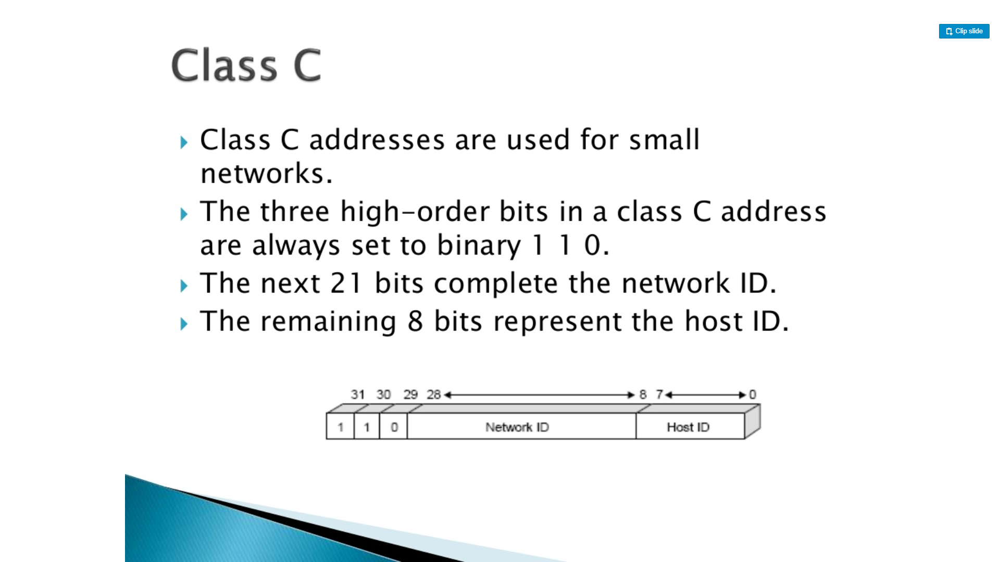 Clip slide
Class C
Class C addresses are used for small
networks.
The three high-order bits in a class C address
are always set to binary 1 1 0.
The next 21 bits complete the network ID.
The remaining 8 bits represent the host ID.
31 30 29 28 8 7 0
1 1 0 Network ID Host ID